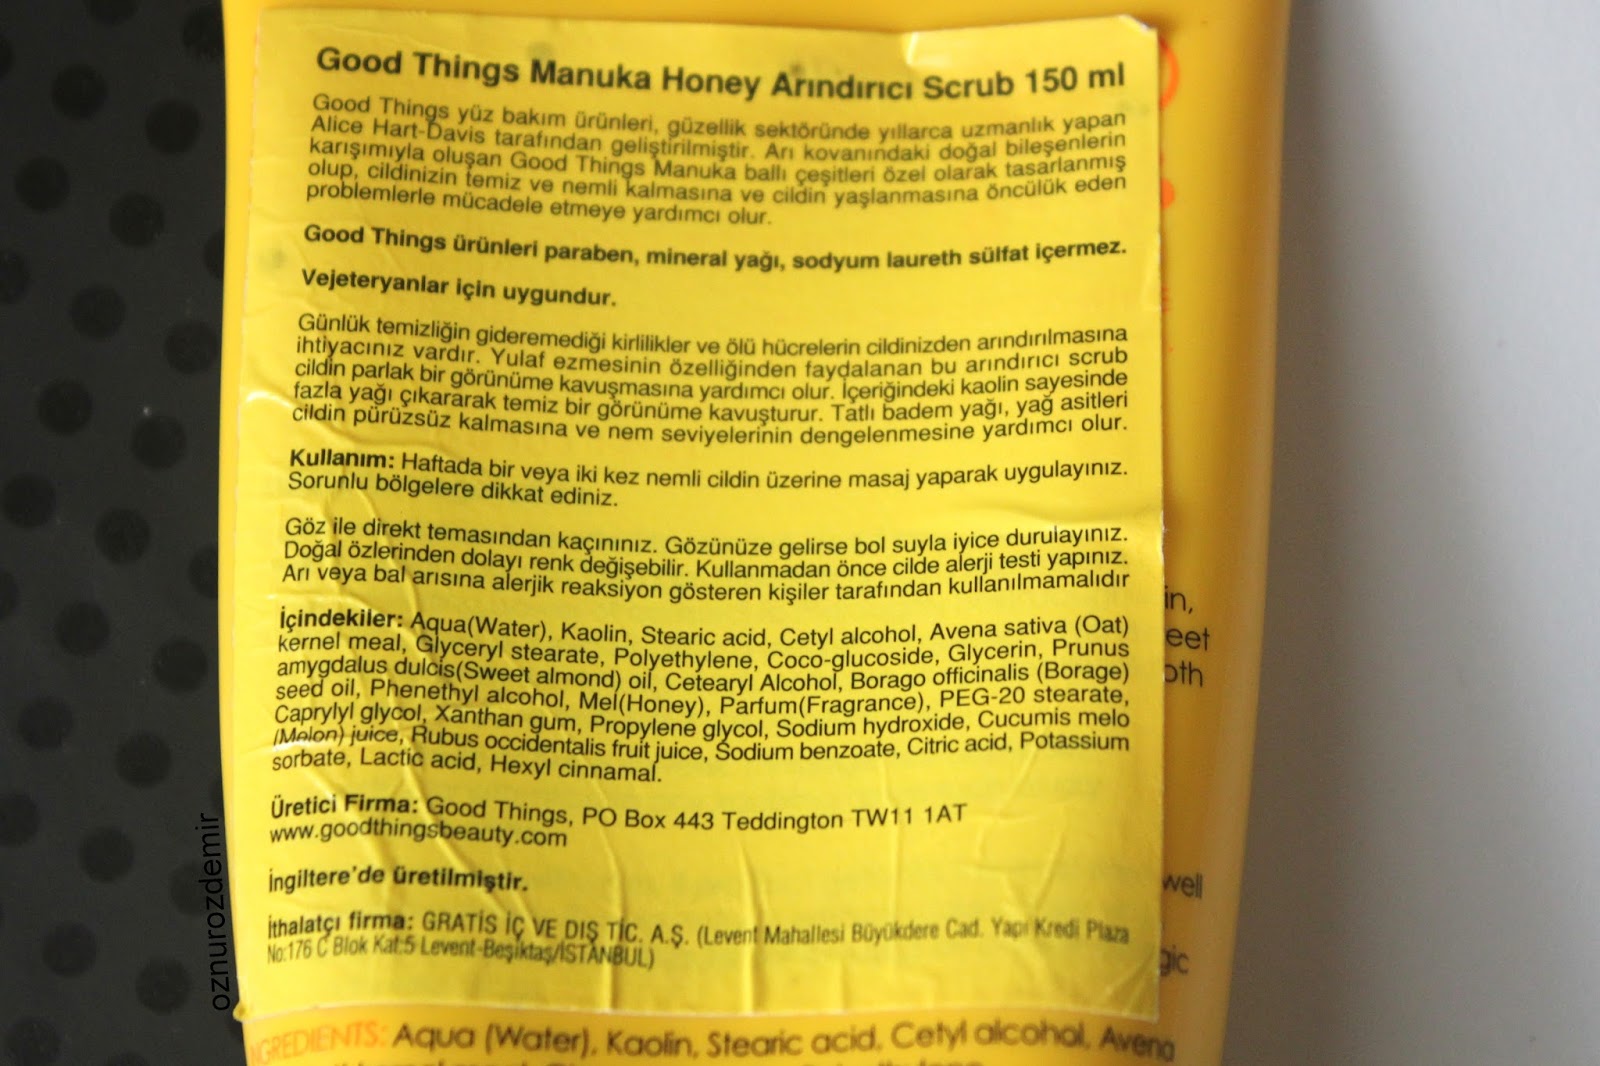 Good Things Manuka Honey Arındırıcı Scrub 150 ml
Good Things yüz bakım ürünleri, güzellik sektöründe yıllarca uzmanlık yapan
Alice Hart-Davis tarafından geliştirilmiştir. Arı kovanındaki doğal bileşenlerin
karışımıyla oluşan Good Things Manuka ballı çeşitleri özel olarak tasarlanmış
olup, cildinizin temiz ve nemli kalmasına ve cildin yaşlanmasına öncülük eden
problemlerle mücadele etmeye yardımcı olur.
Good Things ürünleri paraben, mineral yağı, sodyum laureth sülfat içermez.
Vejeteryanlar için uygundur.
Günlük temizliğin gideremediği kirlilikler ve ölü hücrelerin cildinizden arındırılmasına
ihtiyacınız vardır. Yulaf ezmesinin özelliğinden faydalanan bu arındırıcı scrub
cildin parlak bir görünüme kavuşmasına yardımcı olur. İçeriğindeki kaolin sayesinde
fazla yağı çıkararak temiz bir görünüme kavuşturur. Tatlı badem yağı, yağ asitleri
cildin pürüzsüz kalmasına ve nem seviyelerinin dengelenmesine yardımcı olur.
Kullanım: Haftada bir veya iki kez nemli cildin üzerine masaj yaparak uygulayınız.
Sorunlu bölgelere dikkat ediniz.
Göz ile direkt temasından kaçınınız. Gözünüze gelirse bol suyla iyice durulayınız.
Doğal özlerinden dolayı renk değişebilir. Kullanmadan önce cilde alerji testi yapınız.
Arı veya bal arısına alerjik reaksiyon gösteren kişiler tarafından kullanılmamalıdır
İçindekiler: Aqua(Water), Kaolin, Stearic acid, Cetyl alcohol, Avena sativa (Oat)
kernel meal, Glyceryl stearate, Polyethylene, Coco-glucoside, Glycerin, Prunus
amygdalus dulcis(Sweet almond) oil, Cetearyl Alcohol, Borago officinalis (Borage)
seed oil, Phenethyl alcohol, Mel(Honey), Parfum(Fragrance), PEG-20 stearate,
Caprylyl glycol, Xanthan gum, Propylene glycol, Sodium hydroxide, Cucumis melo
(Melon) juice, Rubus occidentalis fruit juice, Sodium benzoate, Citric acid, Potassium
sorbate, Lactic acid, Hexyl cinnamal.
Üretici Firma: Good Things, PO Box 443 Teddington TW11 1AT
www.goodthingsbeauty.com
İngiltere'de üretilmiştir.
İthalatçı firma: GRATİS İÇ VE DIŞ TİC. A.Ş. (Levent Mahallesi Büyükdere Cad. Yapı Kredi Plaza
No:176 C Blok Kat:5 Levent-Beşiktaş/İSTANBUL)
in,
eet
oth
well
gic
INGREDIENTS: Aqua (Water), Kaolin, Stearic acid, Cetyl alcohol, Avena
oznurozdemir